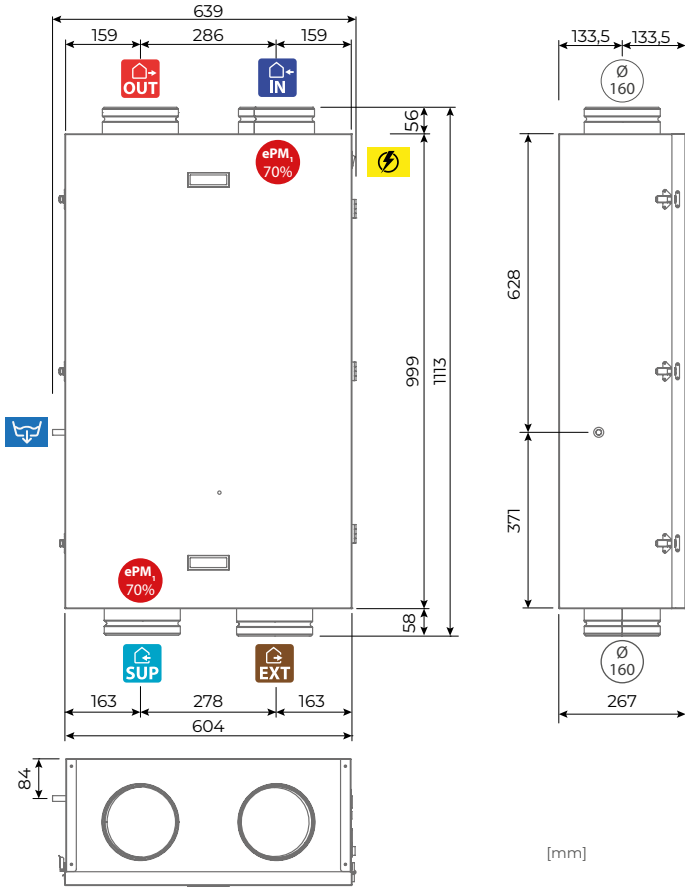 639
159
286
159
133,5
133,5
OUT
IN
Ø
160
56
ePM1
70%
628
999
1113
371
ePM1
70%
58
SUP
EXT
Ø
160
163
278
163
267
604
84
[mm]